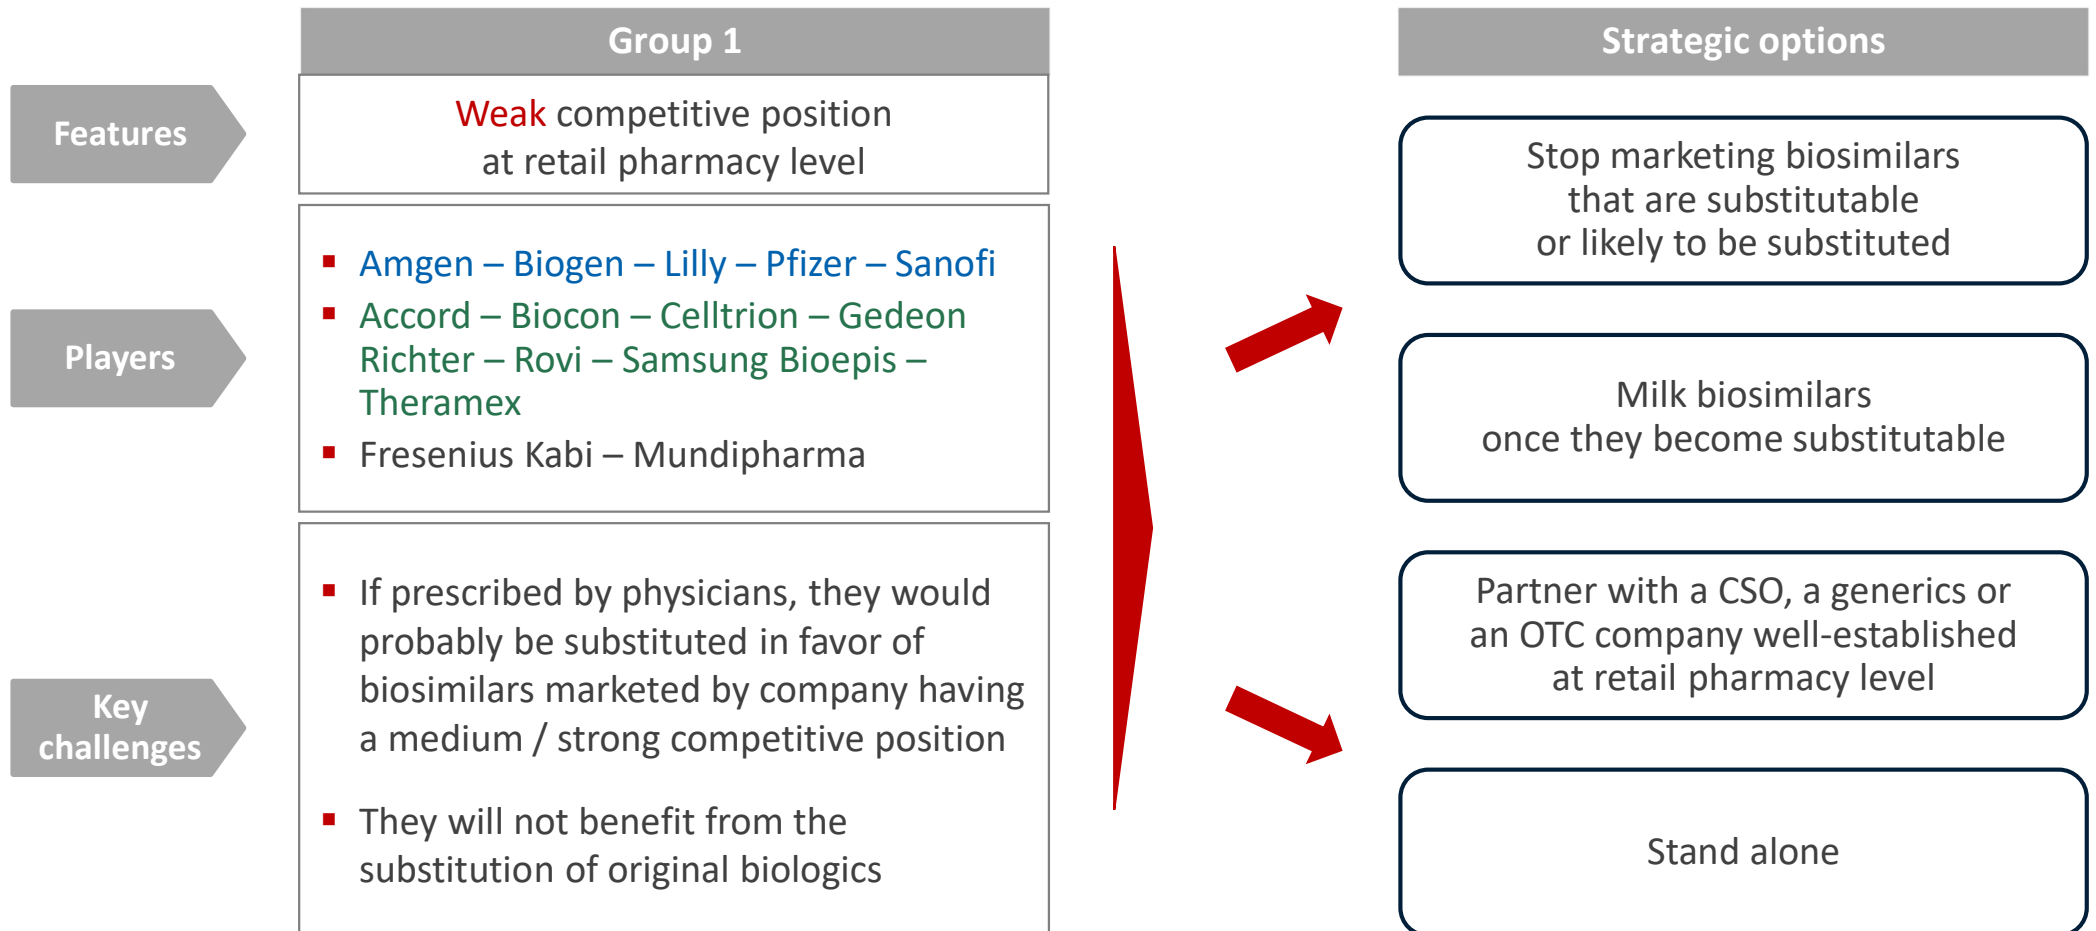 Group 1
Strategic options
Features
Weak competitive position
at retail pharmacy level
Players
▪ Amgen – Biogen – Lilly – Pfizer – Sanofi
▪ Accord – Biocon – Celltrion – Gedeon
Richter – Rovi – Samsung Bioepis –
Theramex
▪ Fresenius Kabi – Mundipharma
Key
challenges
▪ If prescribed by physicians, they would
probably be substituted in favor of
biosimilars marketed by company having
a medium / strong competitive position
▪ They will not benefit from the
substitution of original biologics
Stop marketing biosimilars
that are substitutable
or likely to be substituted
Milk biosimilars
once they become substitutable
Partner with a CSO, a generics or
an OTC company well-established
at retail pharmacy level
Stand alone